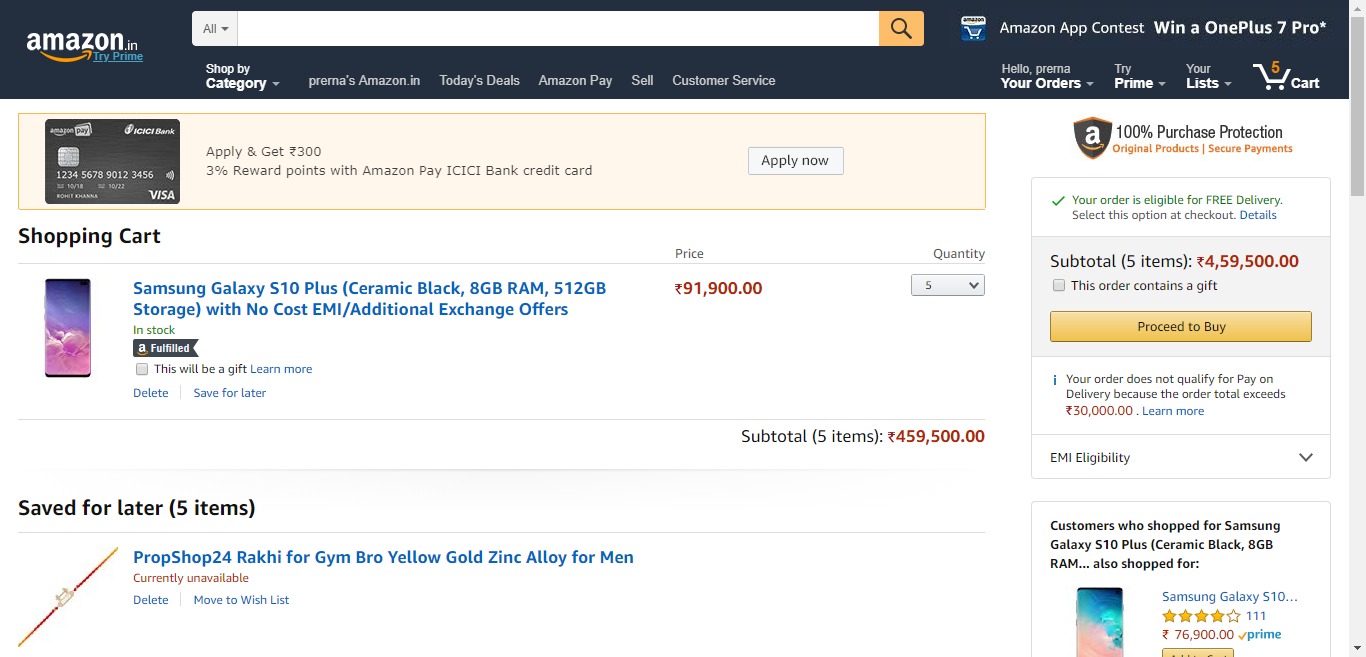 All
amazon.in
Try Prime
amazon
Amazon App Contest Win a OnePlus 7 Pro*
Shop by
Category
prerna's Amazon.in Today's Deals Amazon Pay Sell Customer Service
Hello, prerna
Your Orders
Try
Prime
Your
Lists
5
Cart
amazon pay ICICI Bank
1234 5678 9012 3456
10/18 10/22
ROHIT KHANNA
VISA
Apply & Get ₹300
3% Reward points with Amazon Pay ICICI Bank credit card
Apply now
a 100% Purchase Protection
Original Products | Secure Payments
Shopping Cart
Price
Quantity
Samsung Galaxy S10 Plus (Ceramic Black, 8GB RAM, 512GB
Storage) with No Cost EMI/Additional Exchange Offers
₹91,900.00
5
In stock
a Fulfilled
This will be a gift Learn more
Delete Save for later
Subtotal (5 items): ₹459,500.00
Your order is eligible for FREE Delivery.
Select this option at checkout. Details
Subtotal (5 items): ₹4,59,500.00
This order contains a gift
Proceed to Buy
i Your order does not qualify for Pay on
Delivery because the order total exceeds
₹30,000.00 . Learn more
EMI Eligibility
Saved for later (5 items)
PropShop24 Rakhi for Gym Bro Yellow Gold Zinc Alloy for Men
Currently unavailable
Delete Move to Wish List
Customers who shopped for Samsung
Galaxy S10 Plus (Ceramic Black, 8GB
RAM... also shopped for:
Samsung Galaxy S10...
111
₹ 76,900.00 prime
Add to Cart